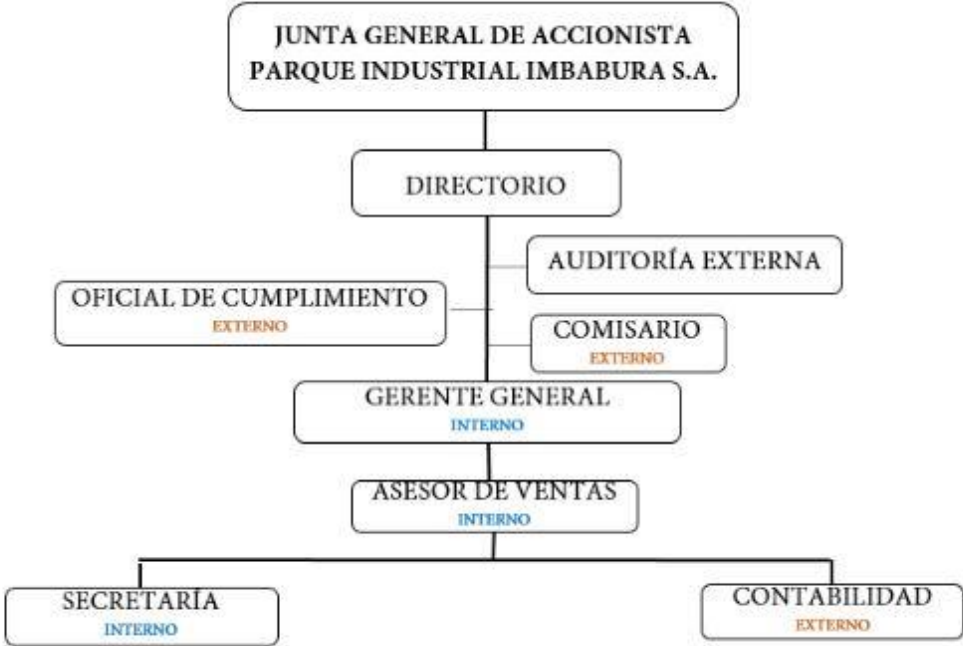 JUNTA GENERAL DE ACCIONISTA
PARQUE INDUSTRIAL IMBABURA S.A.
DIRECTORIO
AUDITORÍA EXTERNA
OFICIAL DE CUMPLIMIENTO
EXTERNO
COMISARIO
EXTERNO
GERENTE GENERAL
INTERNO
ASESOR DE VENTAS
INTERNO
SECRETARÍA
INTERNO
CONTABILIDAD
EXTERNO